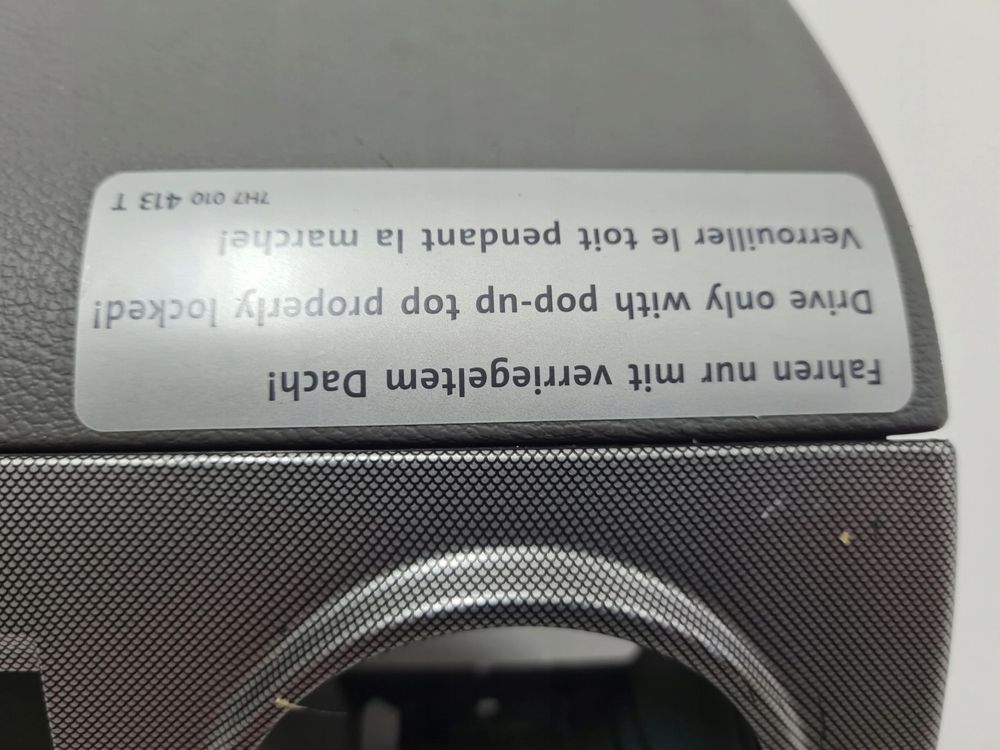 Fahren nur mit verriegeltem Dach!
Drive only with pop-up top properly locked!
Verrouiller le toit pendant la marche!
7H7 010 413 T